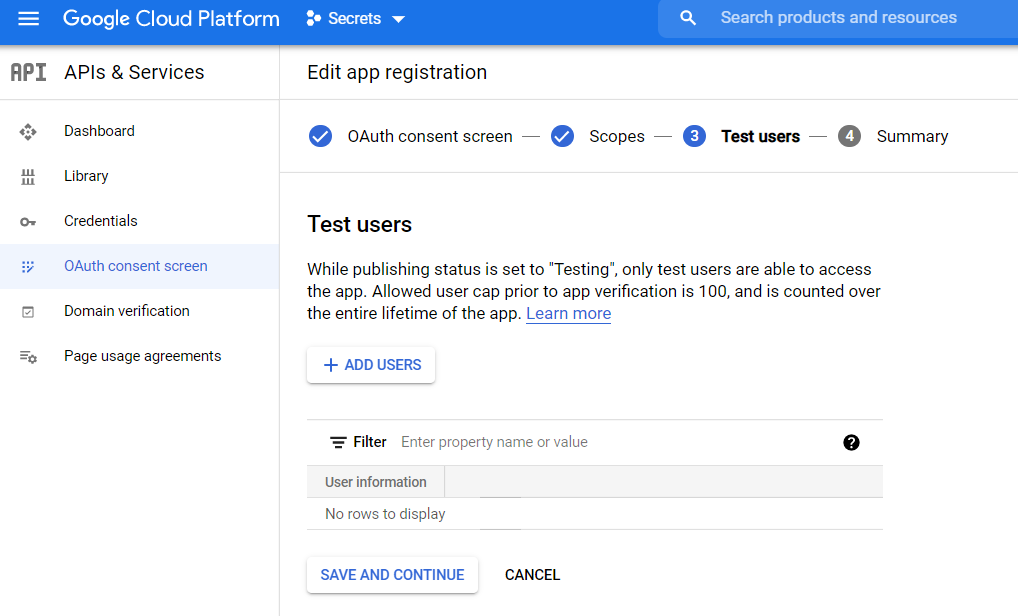 Google Cloud Platform
Secrets
Search products and resources
API
APIs & Services
Edit app registration
Dashboard
Library
Credentials
OAuth consent screen
Domain verification
Page usage agreements
OAuth consent screen — Scopes — 3 Test users — 4 Summary
Test users
While publishing status is set to "Testing", only test users are able to access
the app. Allowed user cap prior to app verification is 100, and is counted over
the entire lifetime of the app. Learn more
+ ADD USERS
Filter Enter property name or value ?
User information
No rows to display
SAVE AND CONTINUE CANCEL